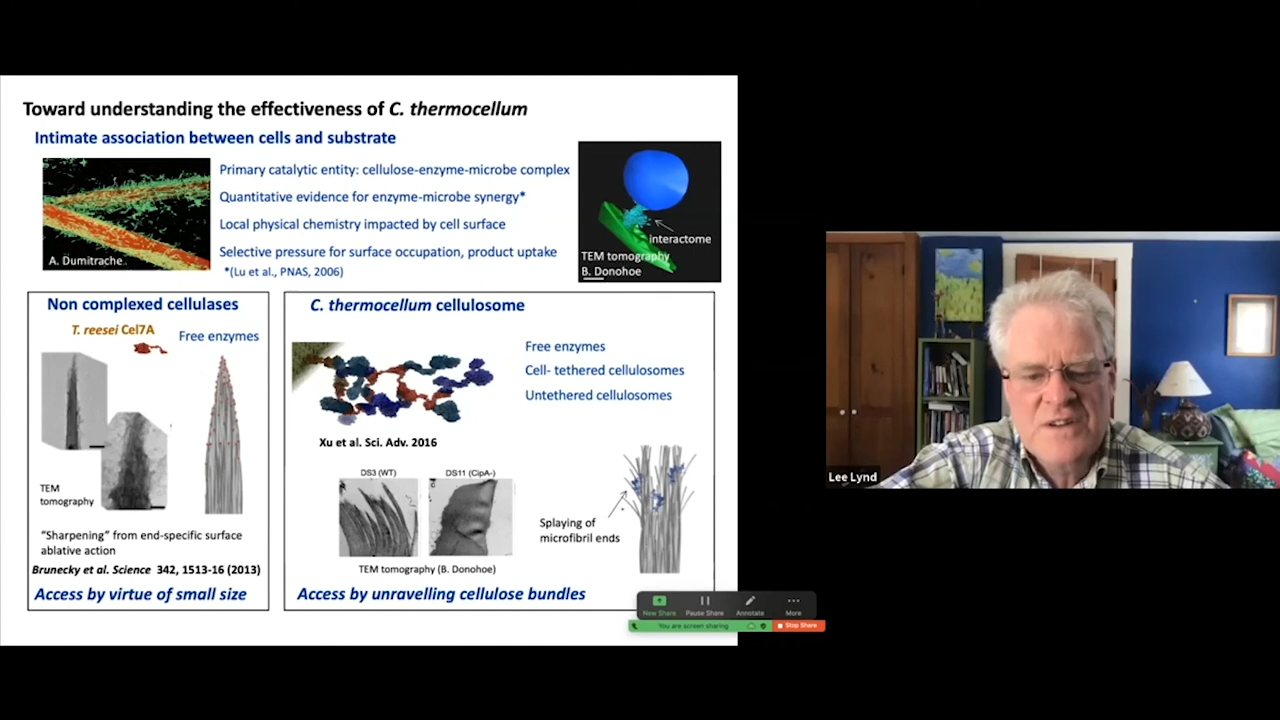 Toward understanding the effectiveness of C. thermocellum
Intimate association between cells and substrate
A. Dumitrache
Primary catalytic entity: cellulose-enzyme-microbe complex
Quantitative evidence for enzyme-microbe synergy*
Local physical chemistry impacted by cell surface
Selective pressure for surface occupation, product uptake
*(Lu et al., PNAS, 2006)
interactome
TEM tomography
B. Donohoe
Non complexed cellulases
T. reesei Cel7A
Free enzymes
TEM
tomography
"Sharpening" from end-specific surface
ablative action
Brunecky et al. Science 342, 1513-16 (2013)
Access by virtue of small size
C. thermocellum cellulosome
Free enzymes
Cell- tethered cellulosomes
Untethered cellulosomes
Xu et al. Sci. Adv. 2016
DS3 (WT)
DS11 (CipA-)
TEM tomography (B. Donohoe)
Splaying of
microfibril ends
Access by unravelling cellulose bundles
New Share
Pause Share
Annotate
More
You are screen sharing
Stop Share
Lee Lynd